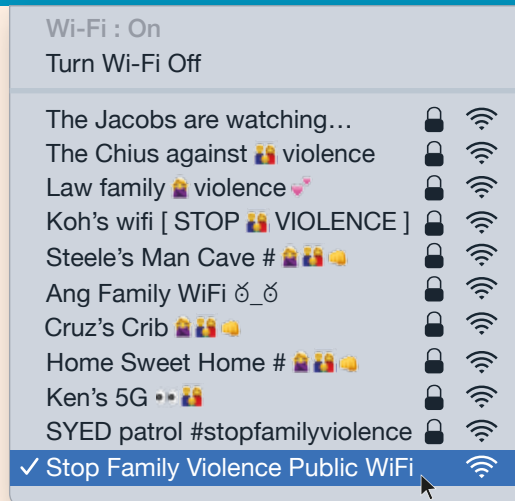 Wi-Fi : On
Turn Wi-Fi Off
The Jacobs are watching...
The Chius against 👨‍👩‍👦‍👦 violence
Law family 🙅‍♀️ violence 💕
Koh's wifi [ STOP 👨‍👩‍👦‍👦 VIOLENCE ]
Steele's Man Cave # 🙅‍♀️👨‍👩‍👦‍👦👊
Ang Family WiFi ಠ_ಠ
Cruz's Crib 🙅‍♀️👨‍👩‍👦‍👦👊
Home Sweet Home # 🙅‍♀️👨‍👩‍👦‍👦👊
Ken's 5G 👀👨‍👩‍👦‍👦
SYED patrol #stopfamilyviolence
✓ Stop Family Violence Public WiFi